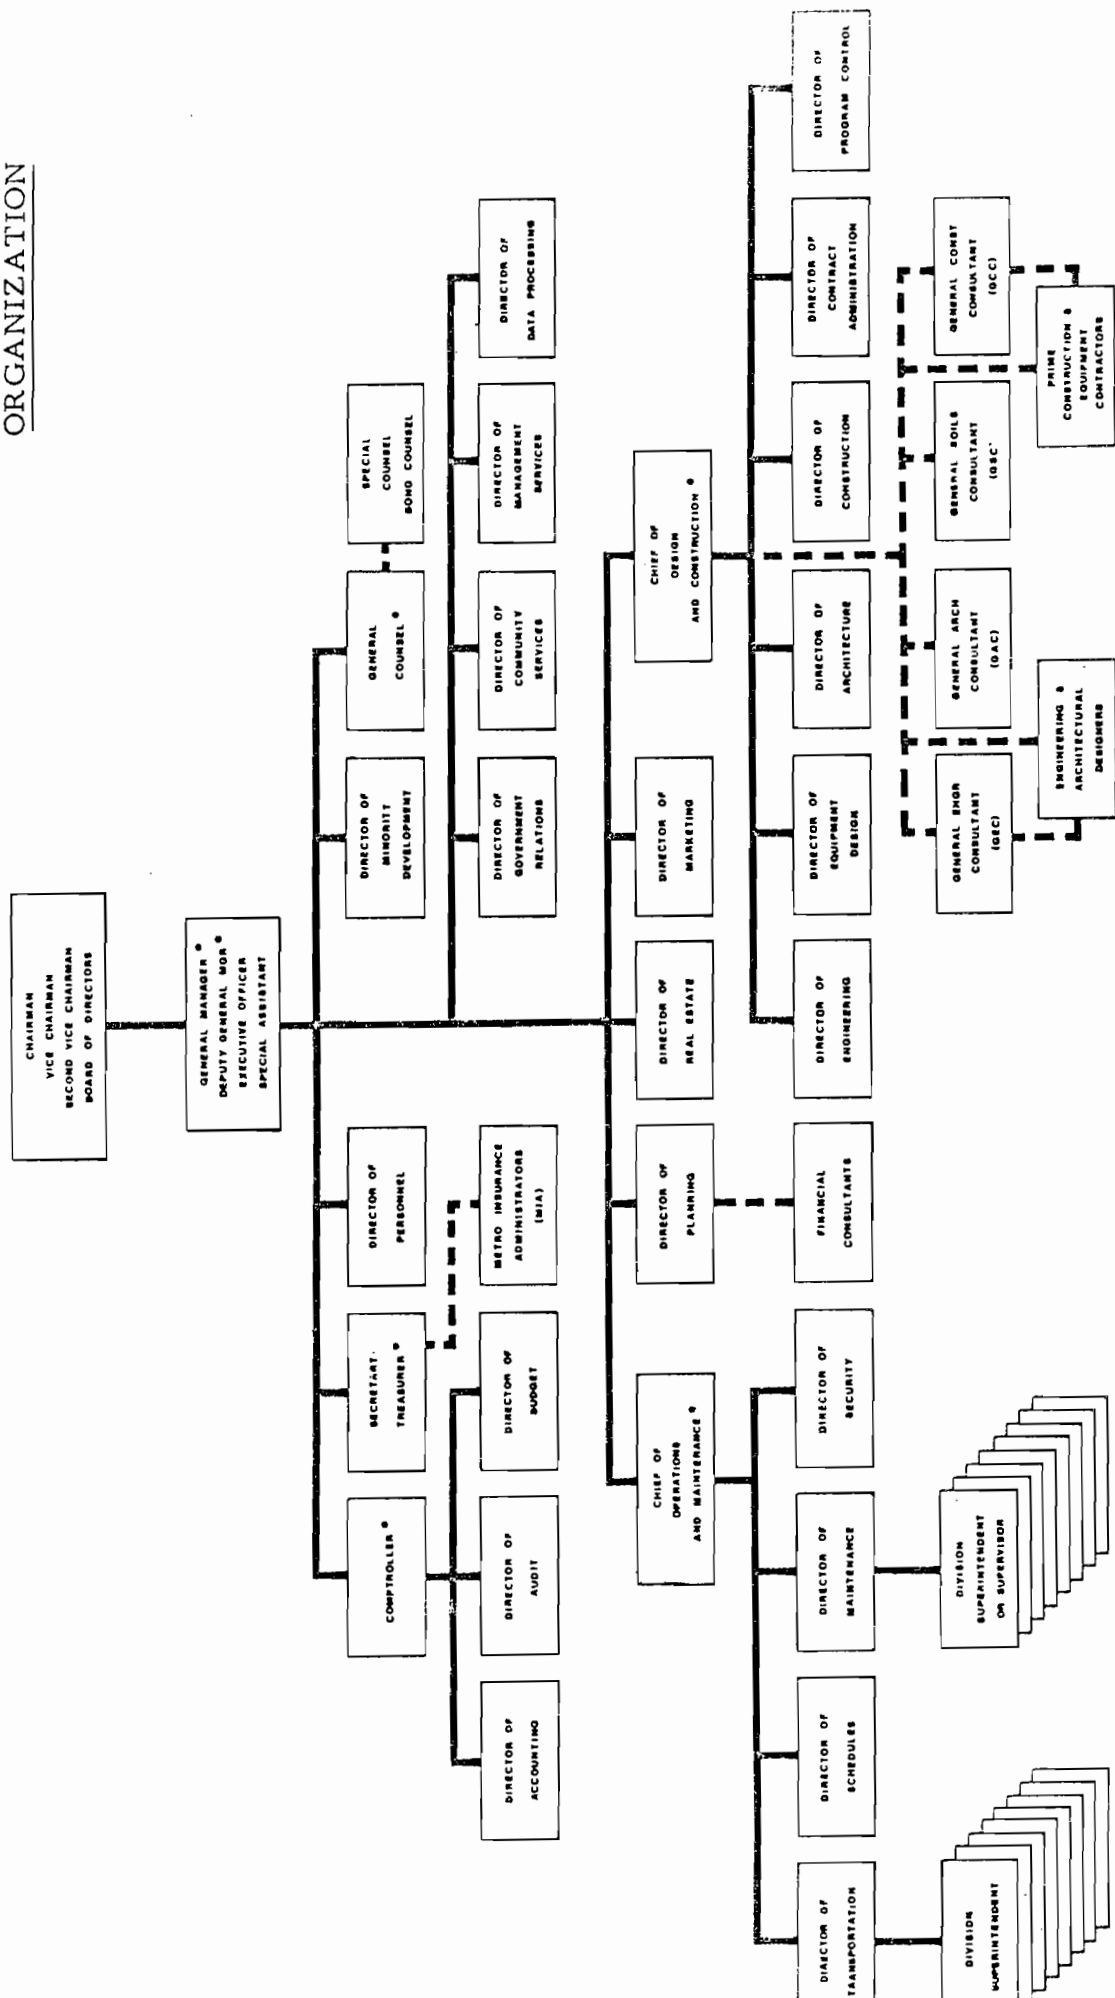 ORGANIZATION
CHAIRMAN
VICE CHAIRMAN
SECOND VICE CHAIRMAN
BOARD OF DIRECTORS
GENERAL MANAGER *
DEPUTY GENERAL MGR *
EXECUTIVE OFFICER
SPECIAL ASSISTANT
COMPTROLLER *
SECRETART-
TREASURER *
DIRECTOR OF
PERSONNEL
DIRECTOR OF
MINORITY
DEVELOPMENT
GENERAL
COUNSEL *
SPECIAL
COUNSEL
BOND COUNSEL
DIRECTOR OF
ACCOUNTING
DIRECTOR OF
AUDIT
DIRECTOR OF
BUDGET
METRO INSURANCE
ADMINISTRATORS
(MIA)
DIRECTOR OF
GOVERNMENT
RELATIONS
DIRECTOR OF
COMMUNITY
SERVICES
DIRECTOR OF
MANAGEMENT
SERVICES
DIRECTOR OF
DATA PROCESSING
CHIEF OF
OPERATIONS
AND MAINTENANCE *
DIRECTOR OF
PLANNING
DIRECTOR OF
REAL ESTATE
DIRECTOR OF
MARKETING
CHIEF OF
DESIGN
AND CONSTRUCTION *
DIRECTOR OF
TRANSPORTATION
DIRECTOR OF
SCHEDULES
DIRECTOR OF
MAINTENANCE
DIRECTOR OF
SECURITY
FINANCIAL
CONSULTANTS
DIRECTOR OF
ENGINEERING
DIRECTOR OF
EQUIPMENT
DESIGN
DIRECTOR OF
ARCHITECTURE
DIRECTOR OF
CONSTRUCTION
DIRECTOR OF
CONTRACT
ADMINISTRATION
DIRECTOR OF
PROGRAM CONTROL
DIVISION
SUPERINTENDENT
DIVISION
SUPERINTENDENT
OR SUPERVISOR
GENERAL ENGR
CONSULTANT
(GEC)
GENERAL ARCH
CONSULTANT
(GAC)
GENERAL SOILS
CONSULTANT
(GSC)
GENERAL CONST
CONSULTANT
(GCC)
ENGINEERING &
ARCHITECTURAL
DESIGNERS
PRIME
CONSTRUCTION &
EQUIPMENT
CONTRACTORS